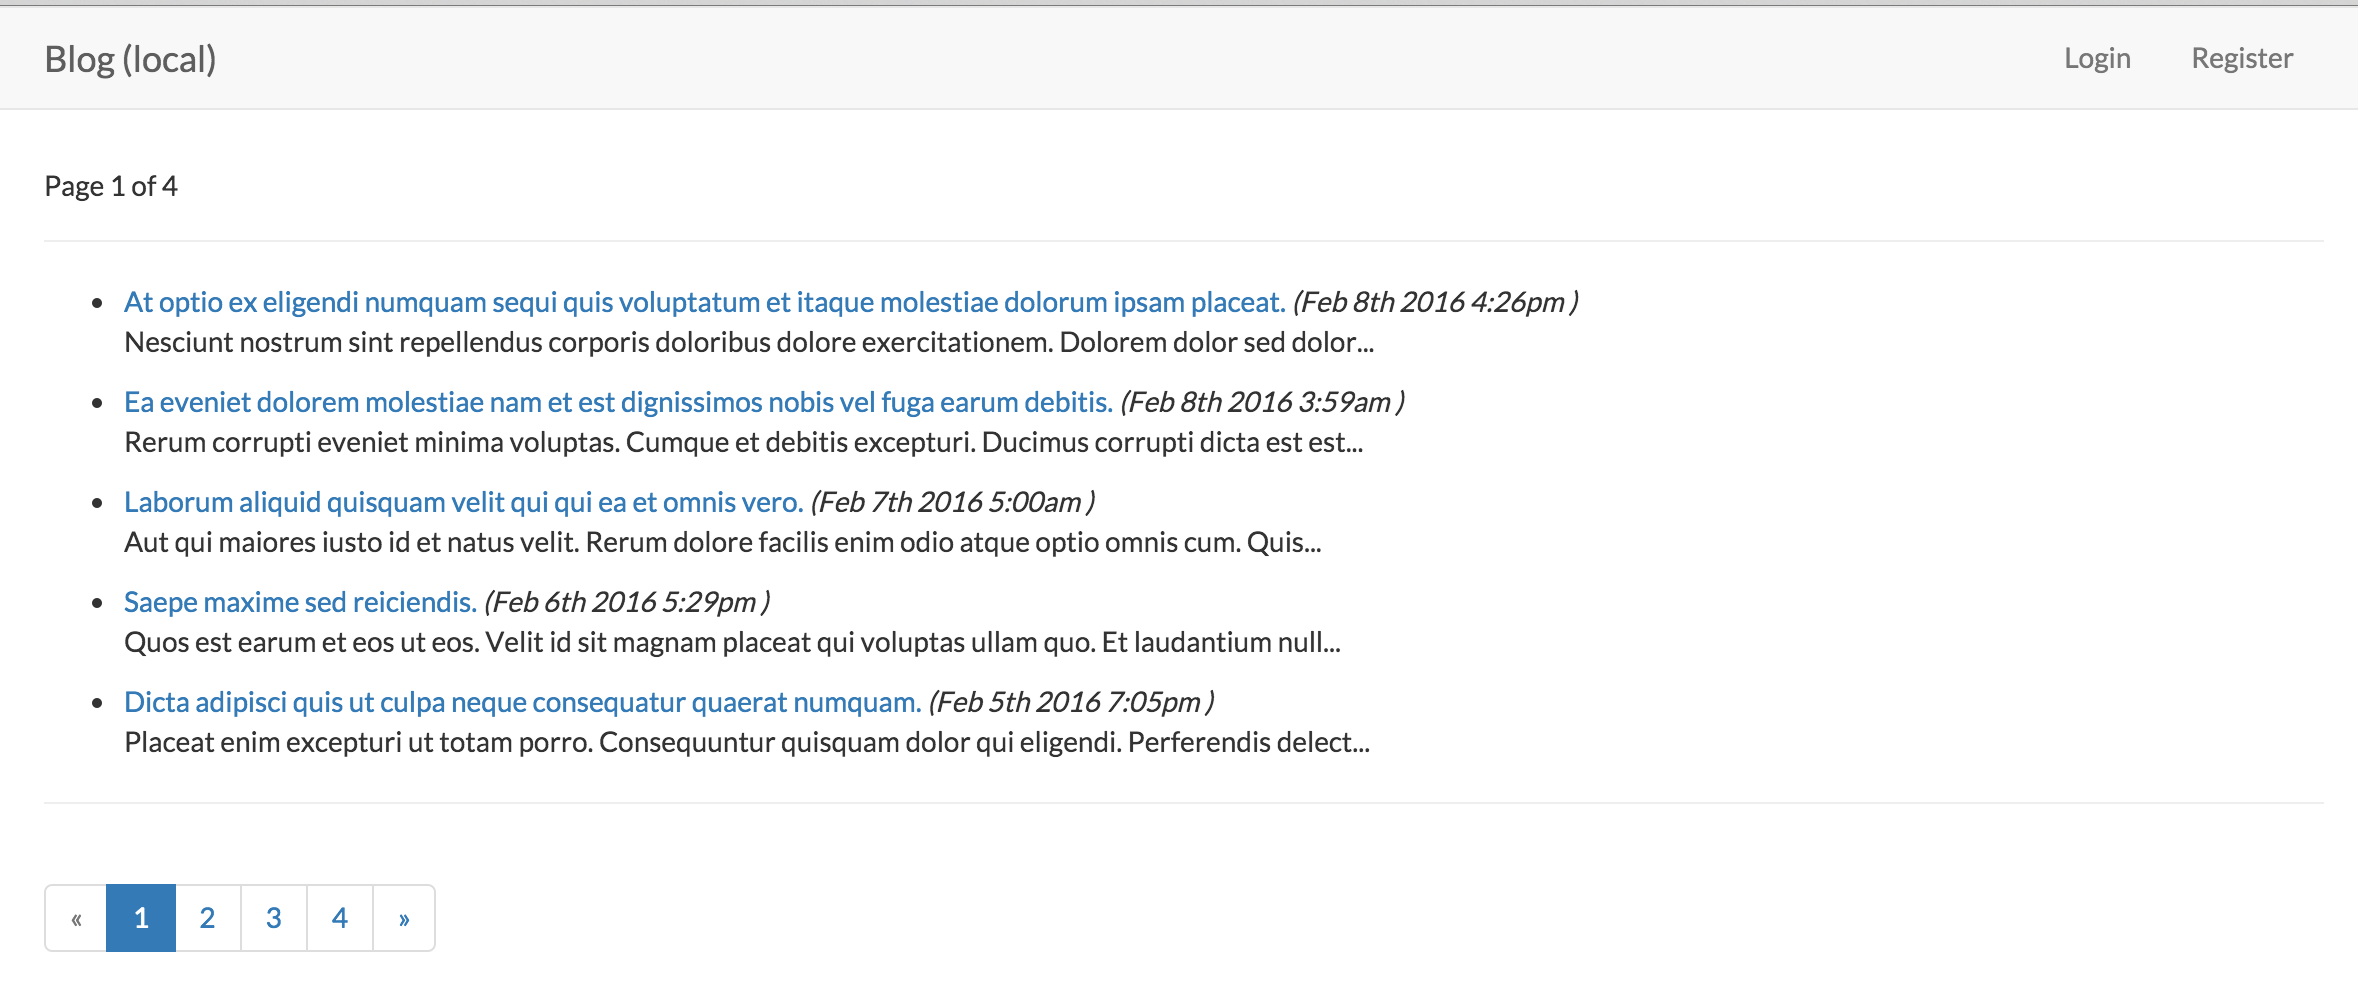 Blog (local)
Login Register
Page 1 of 4
At optio ex eligendi numquam sequi quis voluptatum et itaque molestiae dolorum ipsam placeat. (Feb 8th 2016 4:26pm )
Nesciunt nostrum sint repellendus corporis doloribus dolore exercitationem. Dolorem dolor sed dolor...
Ea eveniet dolorem molestiae nam et est dignissimos nobis vel fuga earum debitis. (Feb 8th 2016 3:59am )
Rerum corrupti eveniet minima voluptas. Cumque et debitis excepturi. Ducimus corrupti dicta est est...
Laborum aliquid quisquam velit qui qui ea et omnis vero. (Feb 7th 2016 5:00am )
Aut qui maiores iusto id et natus velit. Rerum dolore facilis enim odio atque optio omnis cum. Quis...
Saepe maxime sed reiciendis. (Feb 6th 2016 5:29pm )
Quos est earum et eos ut eos. Velit id sit magnam placeat qui voluptas ullam quo. Et laudantium null...
Dicta adipisci quis ut culpa neque consequatur quaerat numquam. (Feb 5th 2016 7:05pm )
Placeat enim excepturi ut totam porro. Consequuntur quisquam dolor qui eligendi. Perferendis delect...
« 1 2 3 4 »